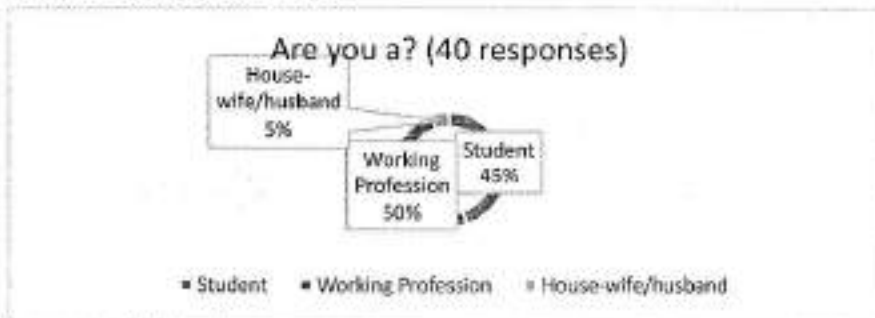 Are you a? (40 responses)
House-
wife/husband
5%
Working
Profession
50%
Student
45%
▪ Student ▪ Working Profession ▪ House-wife/husband